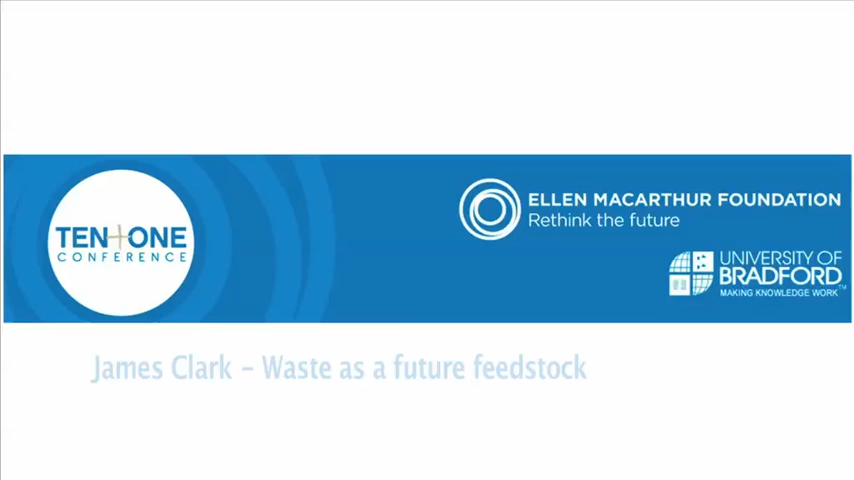 TEN+ONE
CONFERENCE
ELLEN MACARTHUR FOUNDATION
Rethink the future
UNIVERSITY OF
BRADFORD
MAKING KNOWLEDGE WORK™
James Clark – Waste as a future feedstock